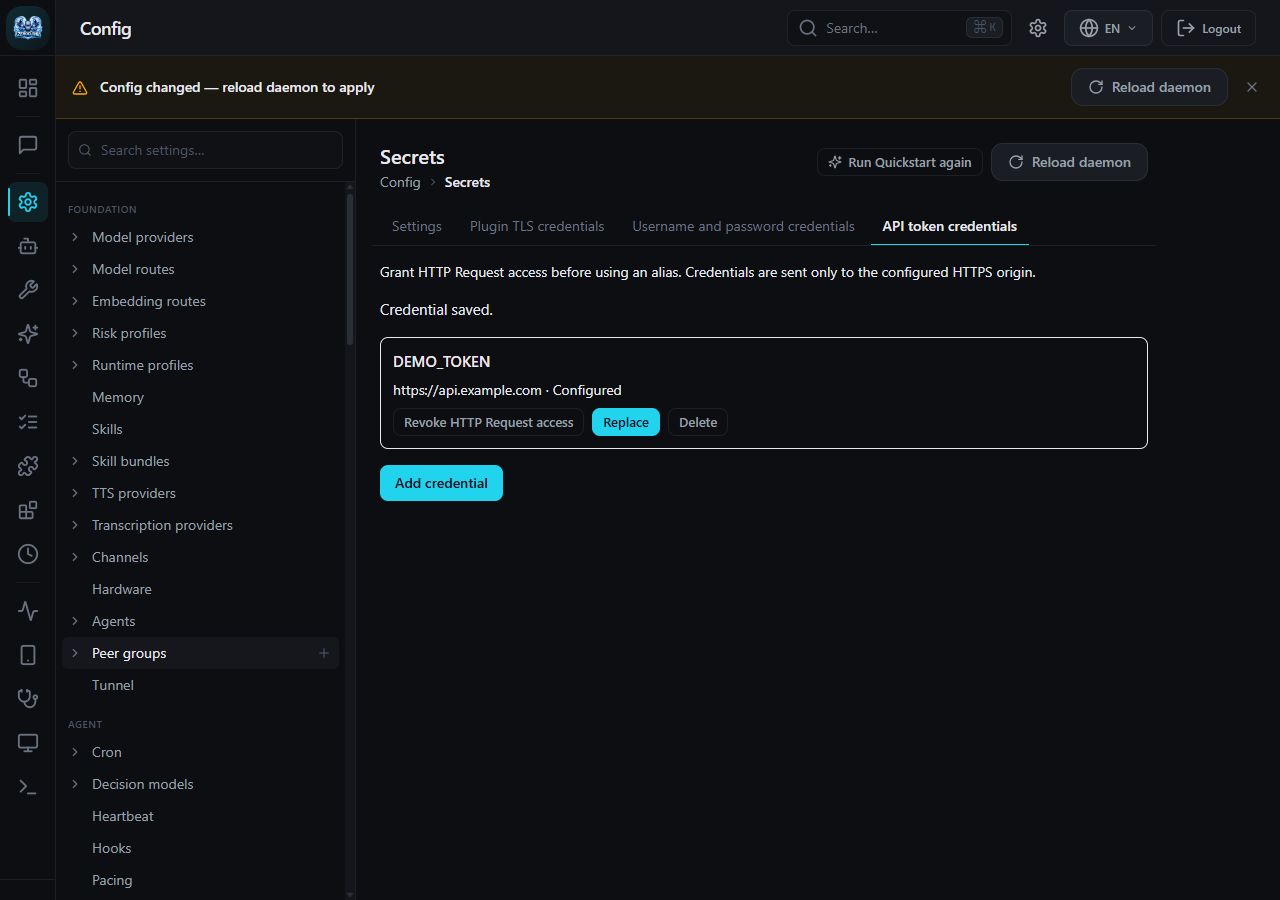 Config
Search...
⌘K
EN
Logout
Config changed — reload daemon to apply
Reload daemon
Search settings...
FOUNDATION
Model providers
Model routes
Embedding routes
Risk profiles
Runtime profiles
Memory
Skills
Skill bundles
TTS providers
Transcription providers
Channels
Hardware
Agents
Peer groups
Tunnel
AGENT
Cron
Decision models
Heartbeat
Hooks
Pacing
Secrets
Config › Secrets
Run Quickstart again
Reload daemon
Settings
Plugin TLS credentials
Username and password credentials
API token credentials
Grant HTTP Request access before using an alias. Credentials are sent only to the configured HTTPS origin.
Credential saved.
DEMO_TOKEN
https://api.example.com · Configured
Revoke HTTP Request access
Replace
Delete
Add credential